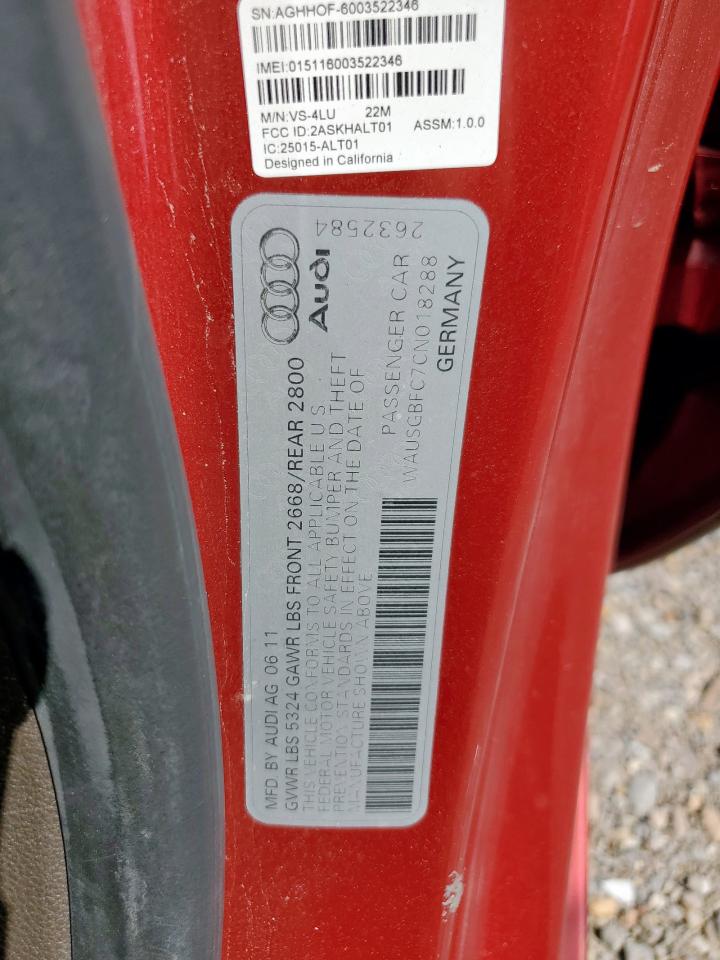 SN:AGHHOF-6003522346
IMEI:015116003522346
M/N:VS-4LU 22M
FCC ID:2ASKHALT01 ASSM:1.0.0
IC:25015-ALT01
Designed in California
Audi
2632584
MFD BY AUDI AG 06 11
GVWR LBS 5324 GAWR LBS FRONT 2668/REAR 2800
THIS VEHICLE CONFORMS TO ALL APPLICABLE U S
FEDERAL MOTOR VEHICLE SAFETY BUMPER AND THEFT
PREVENTION STANDARDS IN EFFECT ON THE DATE OF
MANUFACTURE SHOWN ABOVE
PASSENGER CAR
WAUSGBFC7CN018288
GERMANY